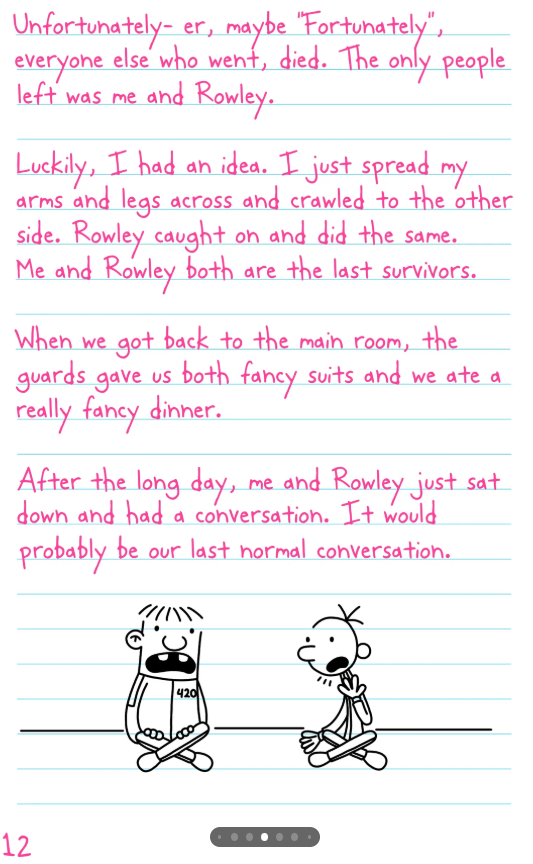 Unfortunately- er, maybe "Fortunately",
everyone else who went, died. The only people
left was me and Rowley.
Luckily, I had an idea. I just spread my
arms and legs across and crawled to the other
side. Rowley caught on and did the same.
Me and Rowley both are the last survivors.
When we got back to the main room, the
guards gave us both fancy suits and we ate a
really fancy dinner.
After the long day, me and Rowley just sat
down and had a conversation. It would
probably be our last normal conversation.
420
12